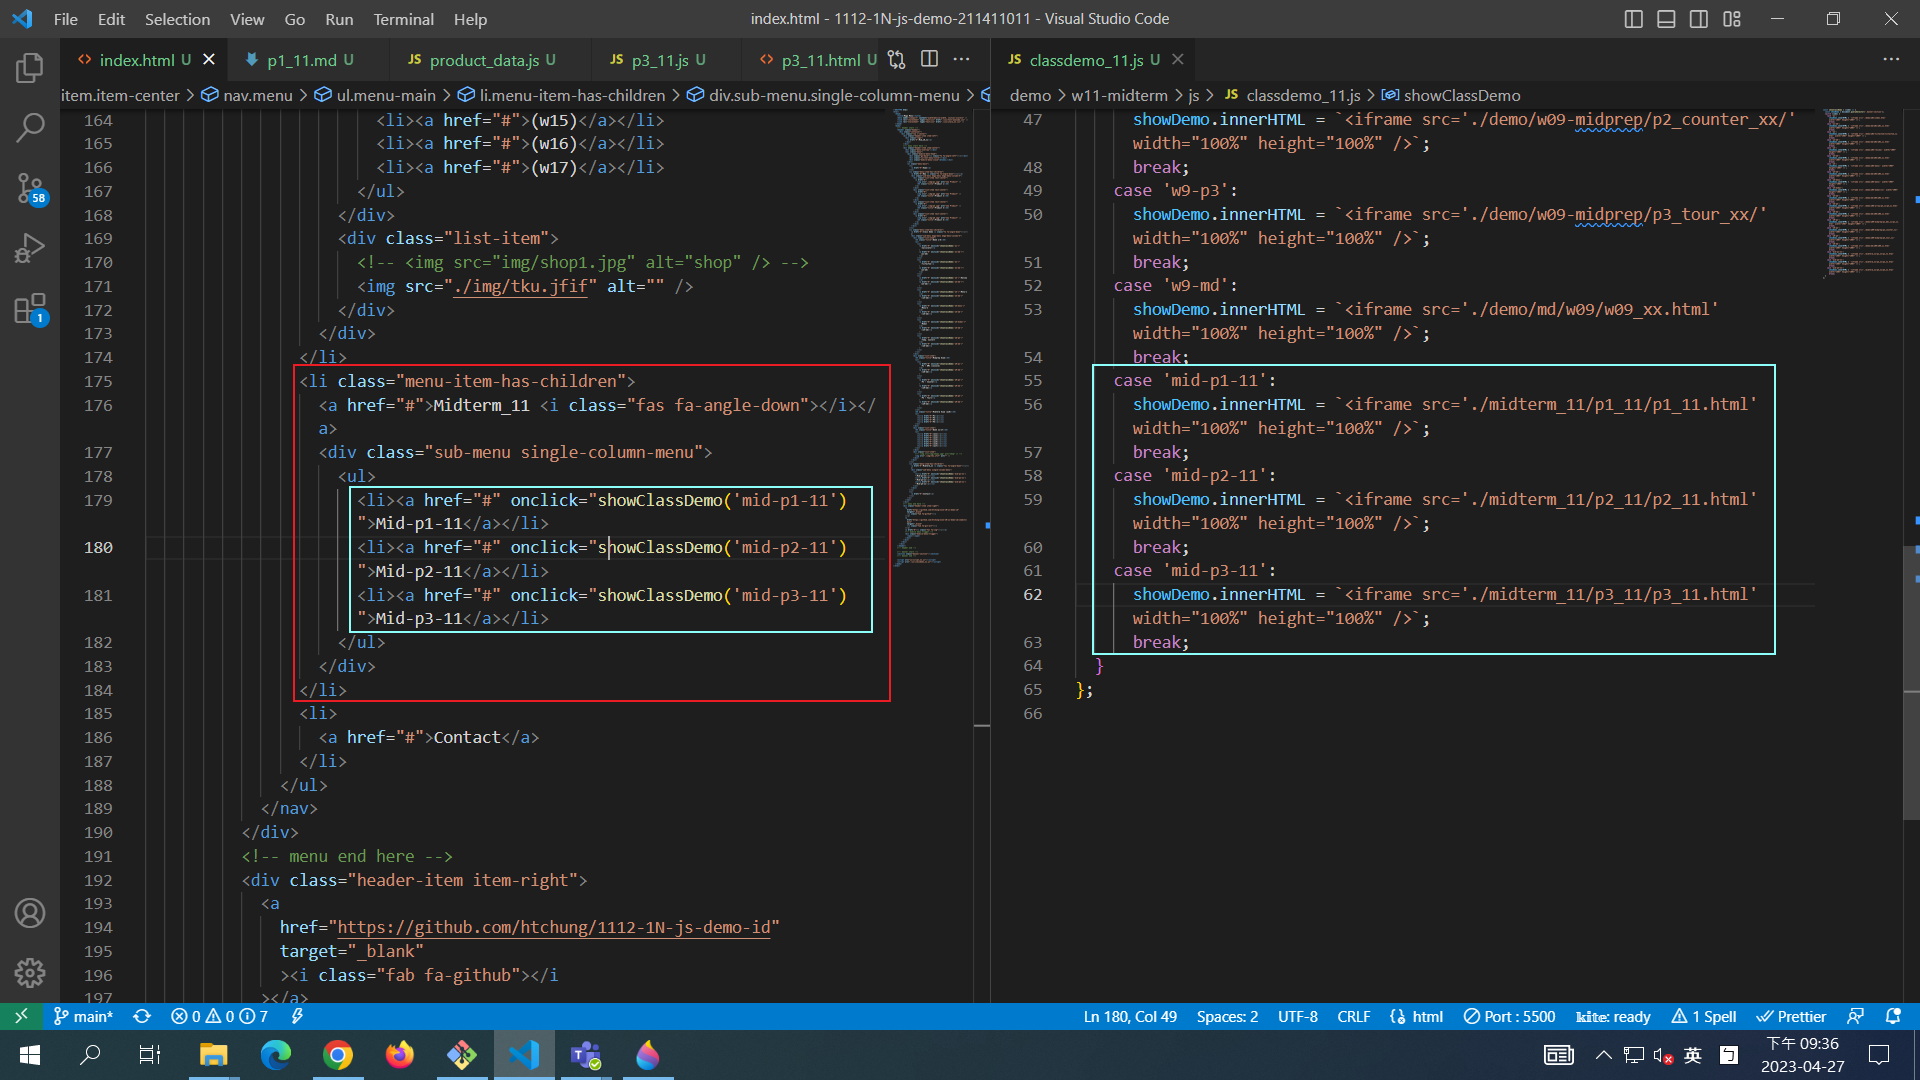 File Edit Selection View Go Run Terminal Help
index.html - 1112-1N-js-demo-211411011 - Visual Studio Code
index.html U
p1_11.md U
JS product_data.js U
JS p3_11.js U
p3_11.html U
JS classdemo_11.js U
item.item-center > nav.menu > ul.menu-main > li.menu-item-has-children > div.sub-menu.single-column-menu >
demo > w11-midterm > js > JS classdemo_11.js > showClassDemo
58
1
164 <li><a href="#">(w15)</a></li>
165 <li><a href="#">(w16)</a></li>
166 <li><a href="#">(w17)</a></li>
167 </ul>
168 </div>
169 <div class="list-item">
170 <!-- <img src="img/shop1.jpg" alt="shop" /> -->
171 <img src="./img/tku.jfif" alt="" />
172 </div>
173 </div>
174 </li>
175 <li class="menu-item-has-children">
176 <a href="#">Midterm_11 <i class="fas fa-angle-down"></i></
a>
177 <div class="sub-menu single-column-menu">
178 <ul>
179 <li><a href="#" onclick="showClassDemo('mid-p1-11')
">Mid-p1-11</a></li>
180 <li><a href="#" onclick="showClassDemo('mid-p2-11')
">Mid-p2-11</a></li>
181 <li><a href="#" onclick="showClassDemo('mid-p3-11')
">Mid-p3-11</a></li>
182 </ul>
183 </div>
184 </li>
185 <li>
186 <a href="#">Contact</a>
187 </li>
188 </ul>
189 </nav>
190 </div>
191 <!-- menu end here -->
192 <div class="header-item item-right">
193 <a
194 href="https://github.com/htchung/1112-1N-js-demo-id"
195 target="_blank"
196 ><i class="fab fa-github"></i
197 ></a>
47 showDemo.innerHTML = `<iframe src='./demo/w09-midprep/p2_counter_xx/'
width="100%" height="100%" />`;
48 break;
49 case 'w9-p3':
50 showDemo.innerHTML = `<iframe src='./demo/w09-midprep/p3_tour_xx/'
width="100%" height="100%" />`;
51 break;
52 case 'w9-md':
53 showDemo.innerHTML = `<iframe src='./demo/md/w09/w09_xx.html'
width="100%" height="100%" />`;
54 break;
55 case 'mid-p1-11':
56 showDemo.innerHTML = `<iframe src='./midterm_11/p1_11/p1_11.html'
width="100%" height="100%" />`;
57 break;
58 case 'mid-p2-11':
59 showDemo.innerHTML = `<iframe src='./midterm_11/p2_11/p2_11.html'
width="100%" height="100%" />`;
60 break;
61 case 'mid-p3-11':
62 showDemo.innerHTML = `<iframe src='./midterm_11/p3_11/p3_11.html'
width="100%" height="100%" />`;
63 break;
64 }
65 };
66
main* 0 0 7
Ln 180, Col 49 Spaces: 2 UTF-8 CRLF html Port : 5500 kite: ready 1 Spell Prettier
英 ㄅ
下午 09:36
2023-04-27